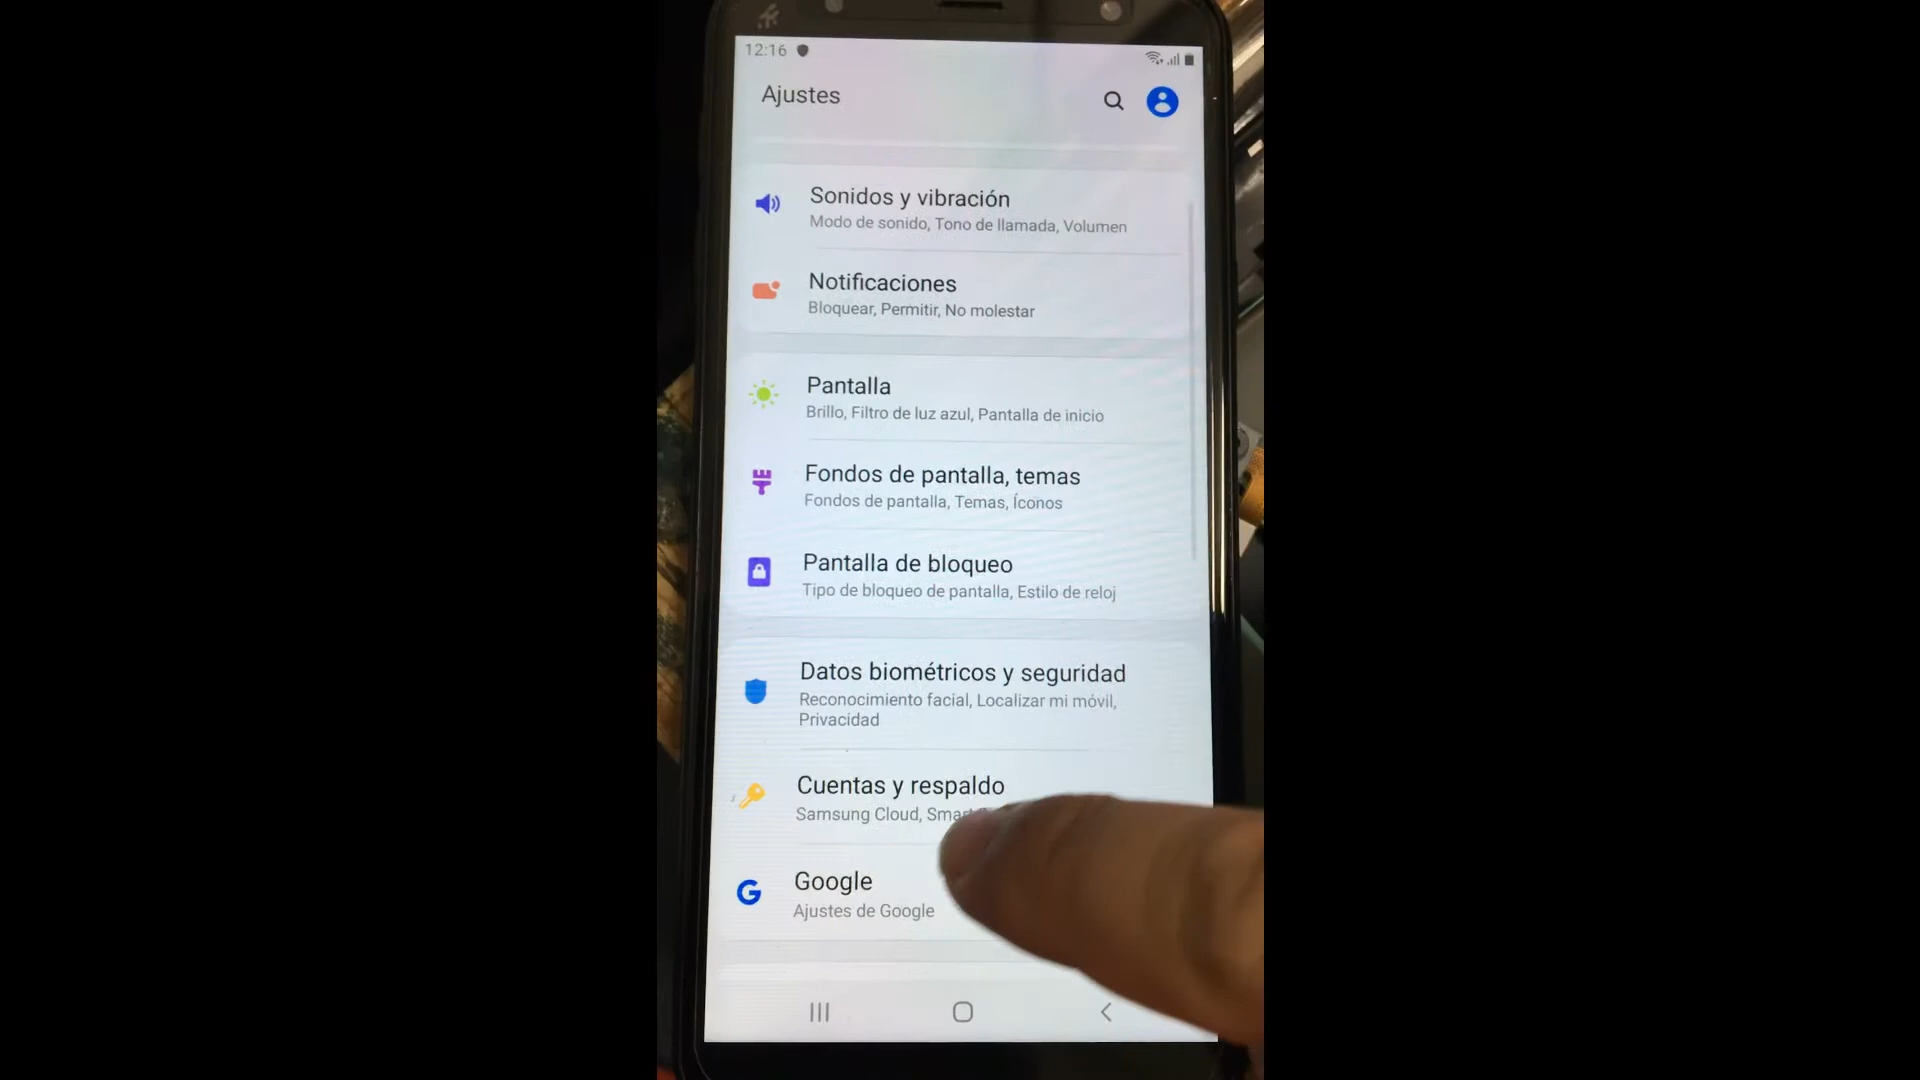 12:16
Ajustes
Sonidos y vibración
Modo de sonido, Tono de llamada, Volumen
Notificaciones
Bloquear, Permitir, No molestar
Pantalla
Brillo, Filtro de luz azul, Pantalla de inicio
Fondos de pantalla, temas
Fondos de pantalla, Temas, Íconos
Pantalla de bloqueo
Tipo de bloqueo de pantalla, Estilo de reloj
Datos biométricos y seguridad
Reconocimiento facial, Localizar mi móvil,
Privacidad
Cuentas y respaldo
Samsung Cloud,
Google
Ajustes de Google